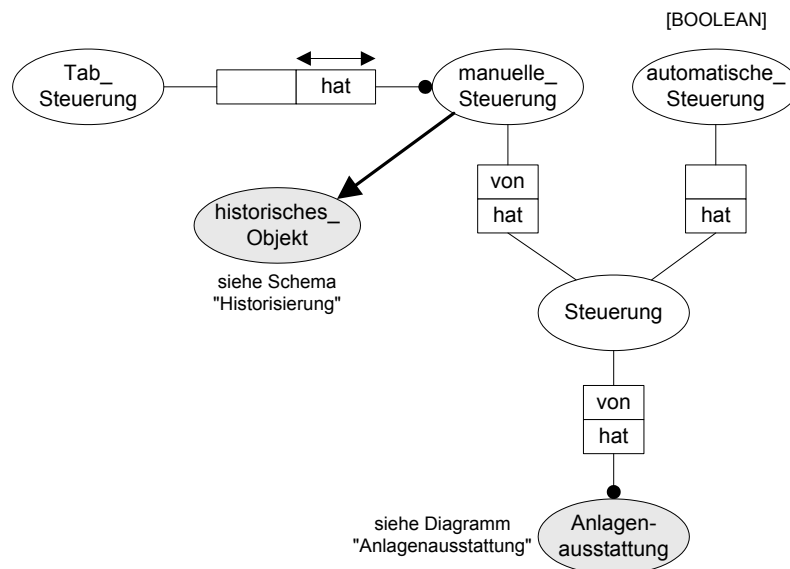 [BOOLEAN]
Tab_
Steuerung
hat
manuelle_
Steuerung
automatische_
Steuerung
von
hat
hat
historisches_
Objekt
siehe Schema
"Historisierung"
Steuerung
von
hat
siehe Diagramm
"Anlagenausstattung"
Anlagen-
ausstattung